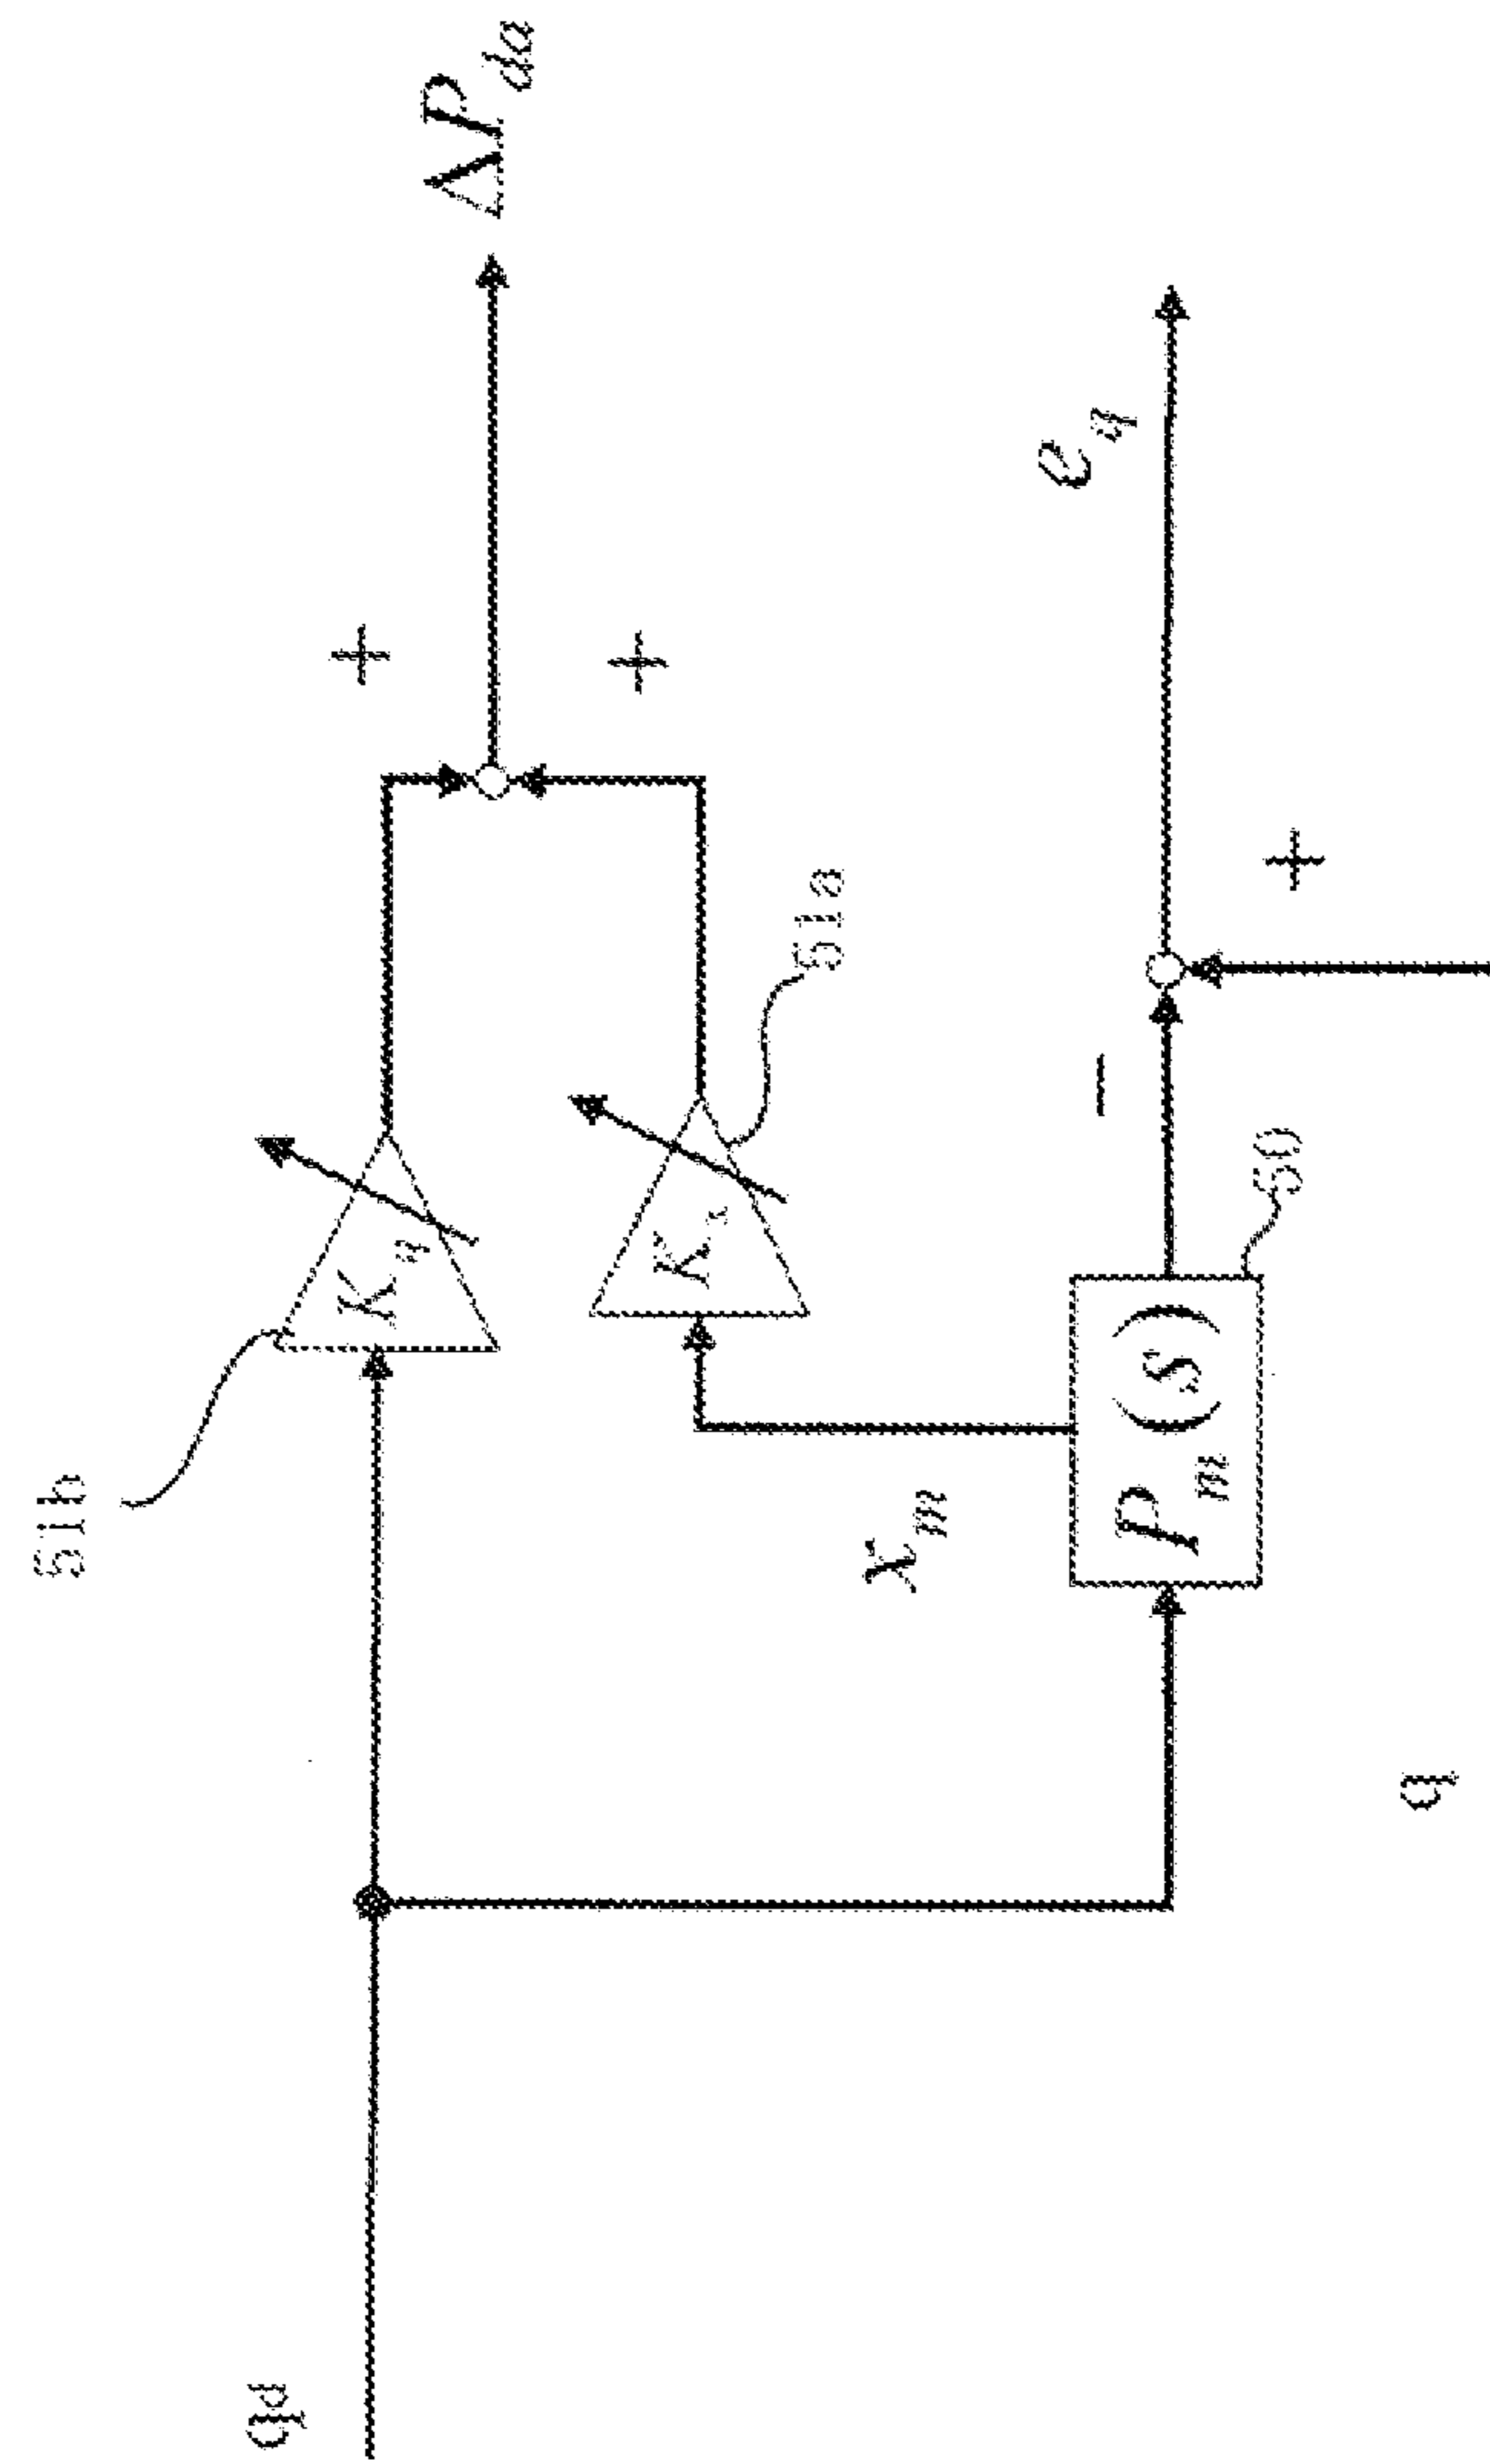 qd
51b
K_q
+
ΔP_da
+
K_x
51a
x_m
P_m(s)
50
−
e_q
+
q